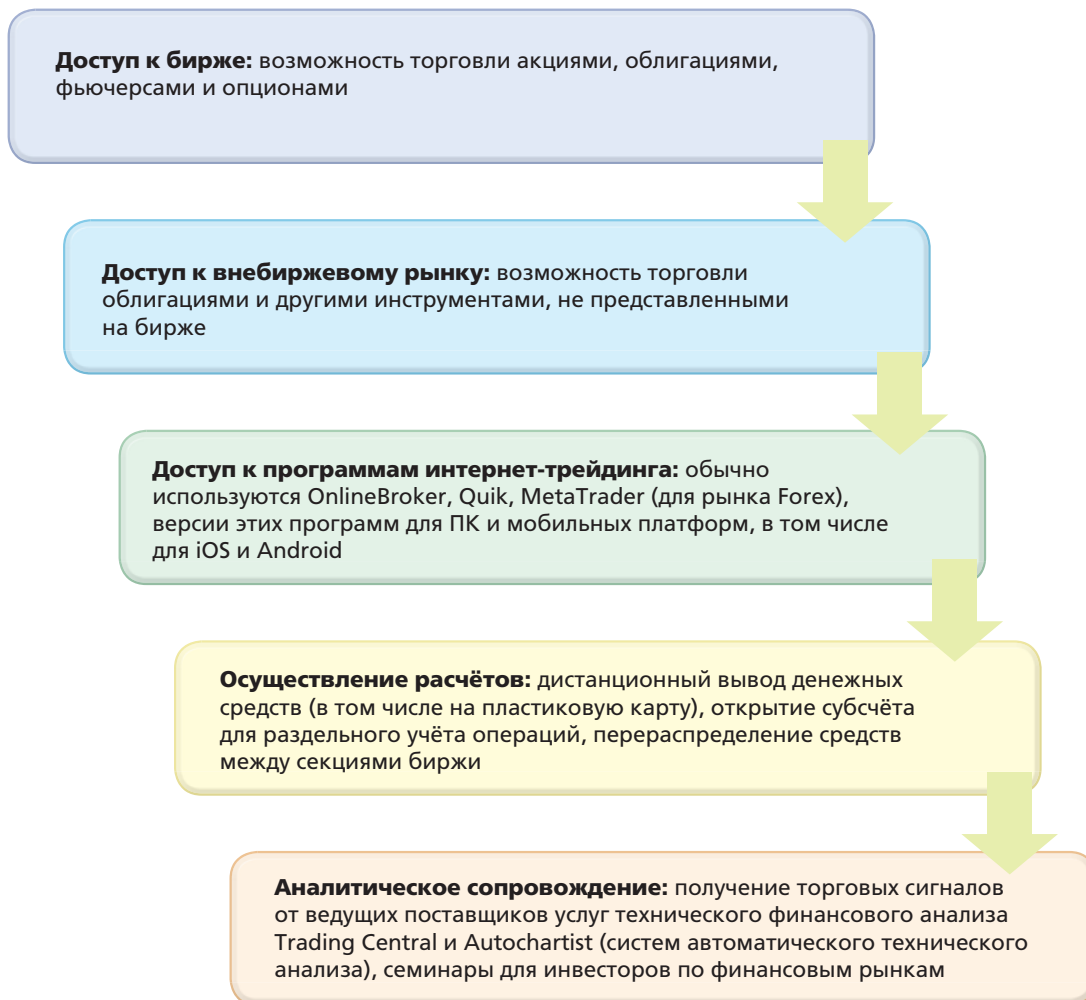 Доступ к бирже: возможность торговли акциями, облигациями,
фьючерсами и опционами
Доступ к внебиржевому рынку: возможность торговли
облигациями и другими инструментами, не представленными
на бирже
Доступ к программам интернет-трейдинга: обычно
используются OnlineBroker, Quik, MetaTrader (для рынка Forex),
версии этих программ для ПК и мобильных платформ, в том числе
для iOS и Android
Осуществление расчётов: дистанционный вывод денежных
средств (в том числе на пластиковую карту), открытие субсчёта
для раздельного учёта операций, перераспределение средств
между секциями биржи
Аналитическое сопровождение: получение торговых сигналов
от ведущих поставщиков услуг технического финансового анализа
Trading Central и Autochartist (систем автоматического технического
анализа), семинары для инвесторов по финансовым рынкам